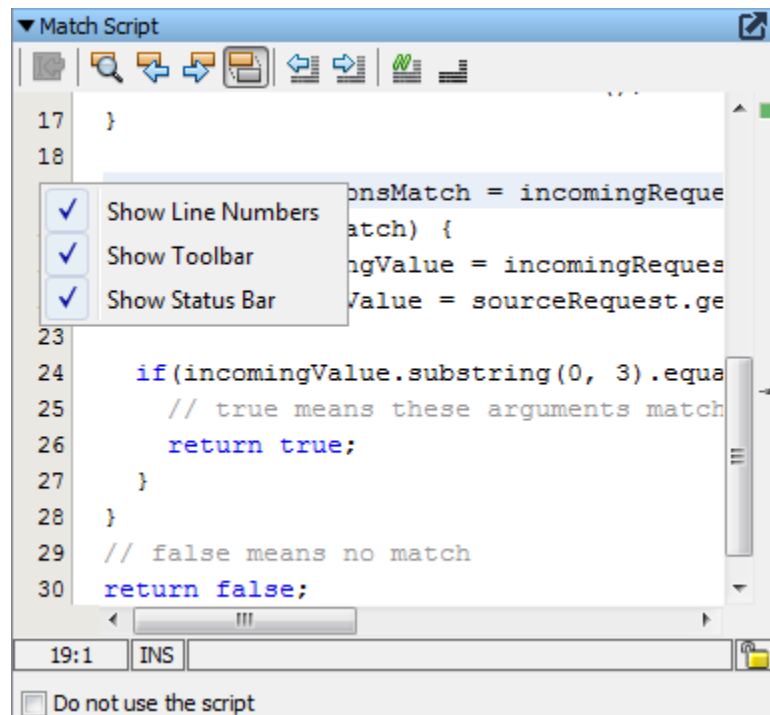 Match Script
17 }
18
onsMatch = incomingReque
Show Line Numbers
atch) {
Show Toolbar
ngValue = incomingReques
Show Status Bar
Value = sourceRequest.ge
23
24 if(incomingValue.substring(0, 3).equa
25 // true means these arguments match
26 return true;
27 }
28 }
29 // false means no match
30 return false;
19:1 INS
Do not use the script